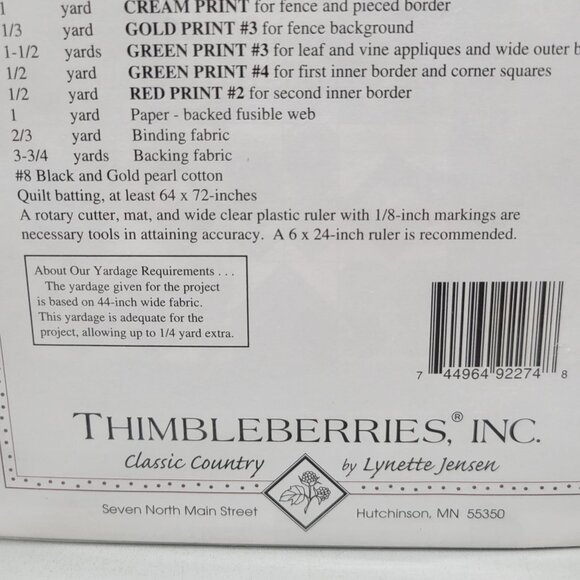 1 yard CREAM PRINT for fence and pieced border
1/3 yard GOLD PRINT #3 for fence background
1-1/2 yards GREEN PRINT #3 for leaf and vine appliques and wide outer
1/2 yard GREEN PRINT #4 for first inner border and corner squares
1/2 yard RED PRINT #2 for second inner border
1 yard Paper - backed fusible web
2/3 yard Binding fabric
3-3/4 yards Backing fabric
#8 Black and Gold pearl cotton
Quilt batting, at least 64 x 72-inches
A rotary cutter, mat, and wide clear plastic ruler with 1/8-inch markings are
necessary tools in attaining accuracy. A 6 x 24-inch ruler is recommended.
About Our Yardage Requirements . . .
The yardage given for the project
is based on 44-inch wide fabric.
This yardage is adequate for the
project, allowing up to 1/4 yard extra.
7 44964 92274 8
THIMBLEBERRIES,® INC.
Classic Country by Lynette Jensen
Seven North Main Street Hutchinson, MN 55350